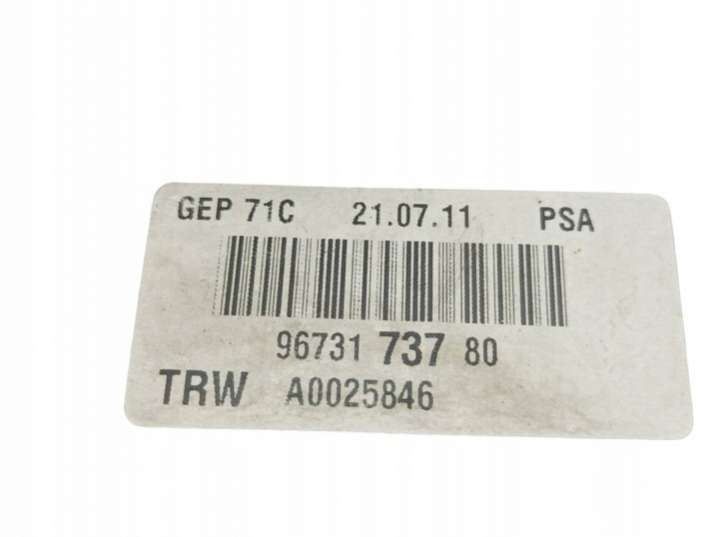 GEP 71C 21.07.11 PSA
96731 737 80
TRW A0025846